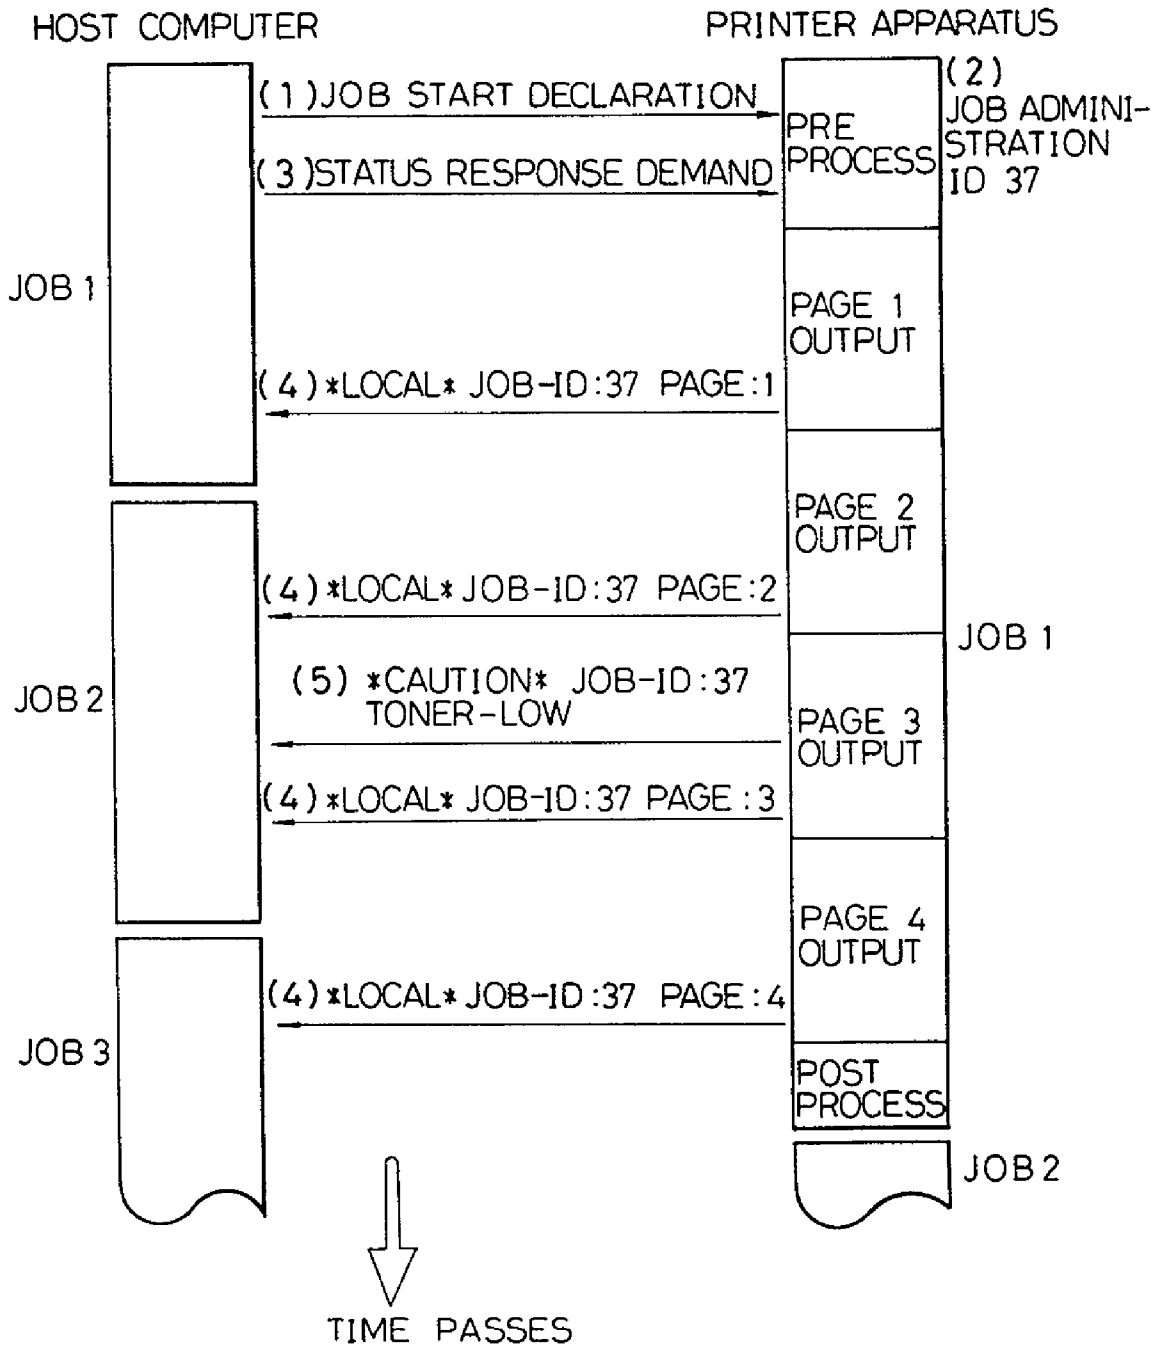 HOST COMPUTER
PRINTER APPARATUS
(1) JOB START DECLARATION
(2)
JOB ADMINI-
STRATION
ID 37
PRE
PROCESS
(3) STATUS RESPONSE DEMAND
JOB 1
PAGE 1
OUTPUT
(4) *LOCAL* JOB-ID:37 PAGE:1
PAGE 2
OUTPUT
(4) *LOCAL* JOB-ID:37 PAGE:2
JOB 1
JOB 2
(5) *CAUTION* JOB-ID:37
TONER-LOW
PAGE 3
OUTPUT
(4) *LOCAL* JOB-ID:37 PAGE:3
PAGE 4
OUTPUT
(4) *LOCAL* JOB-ID:37 PAGE:4
JOB 3
POST
PROCESS
JOB 2
TIME PASSES